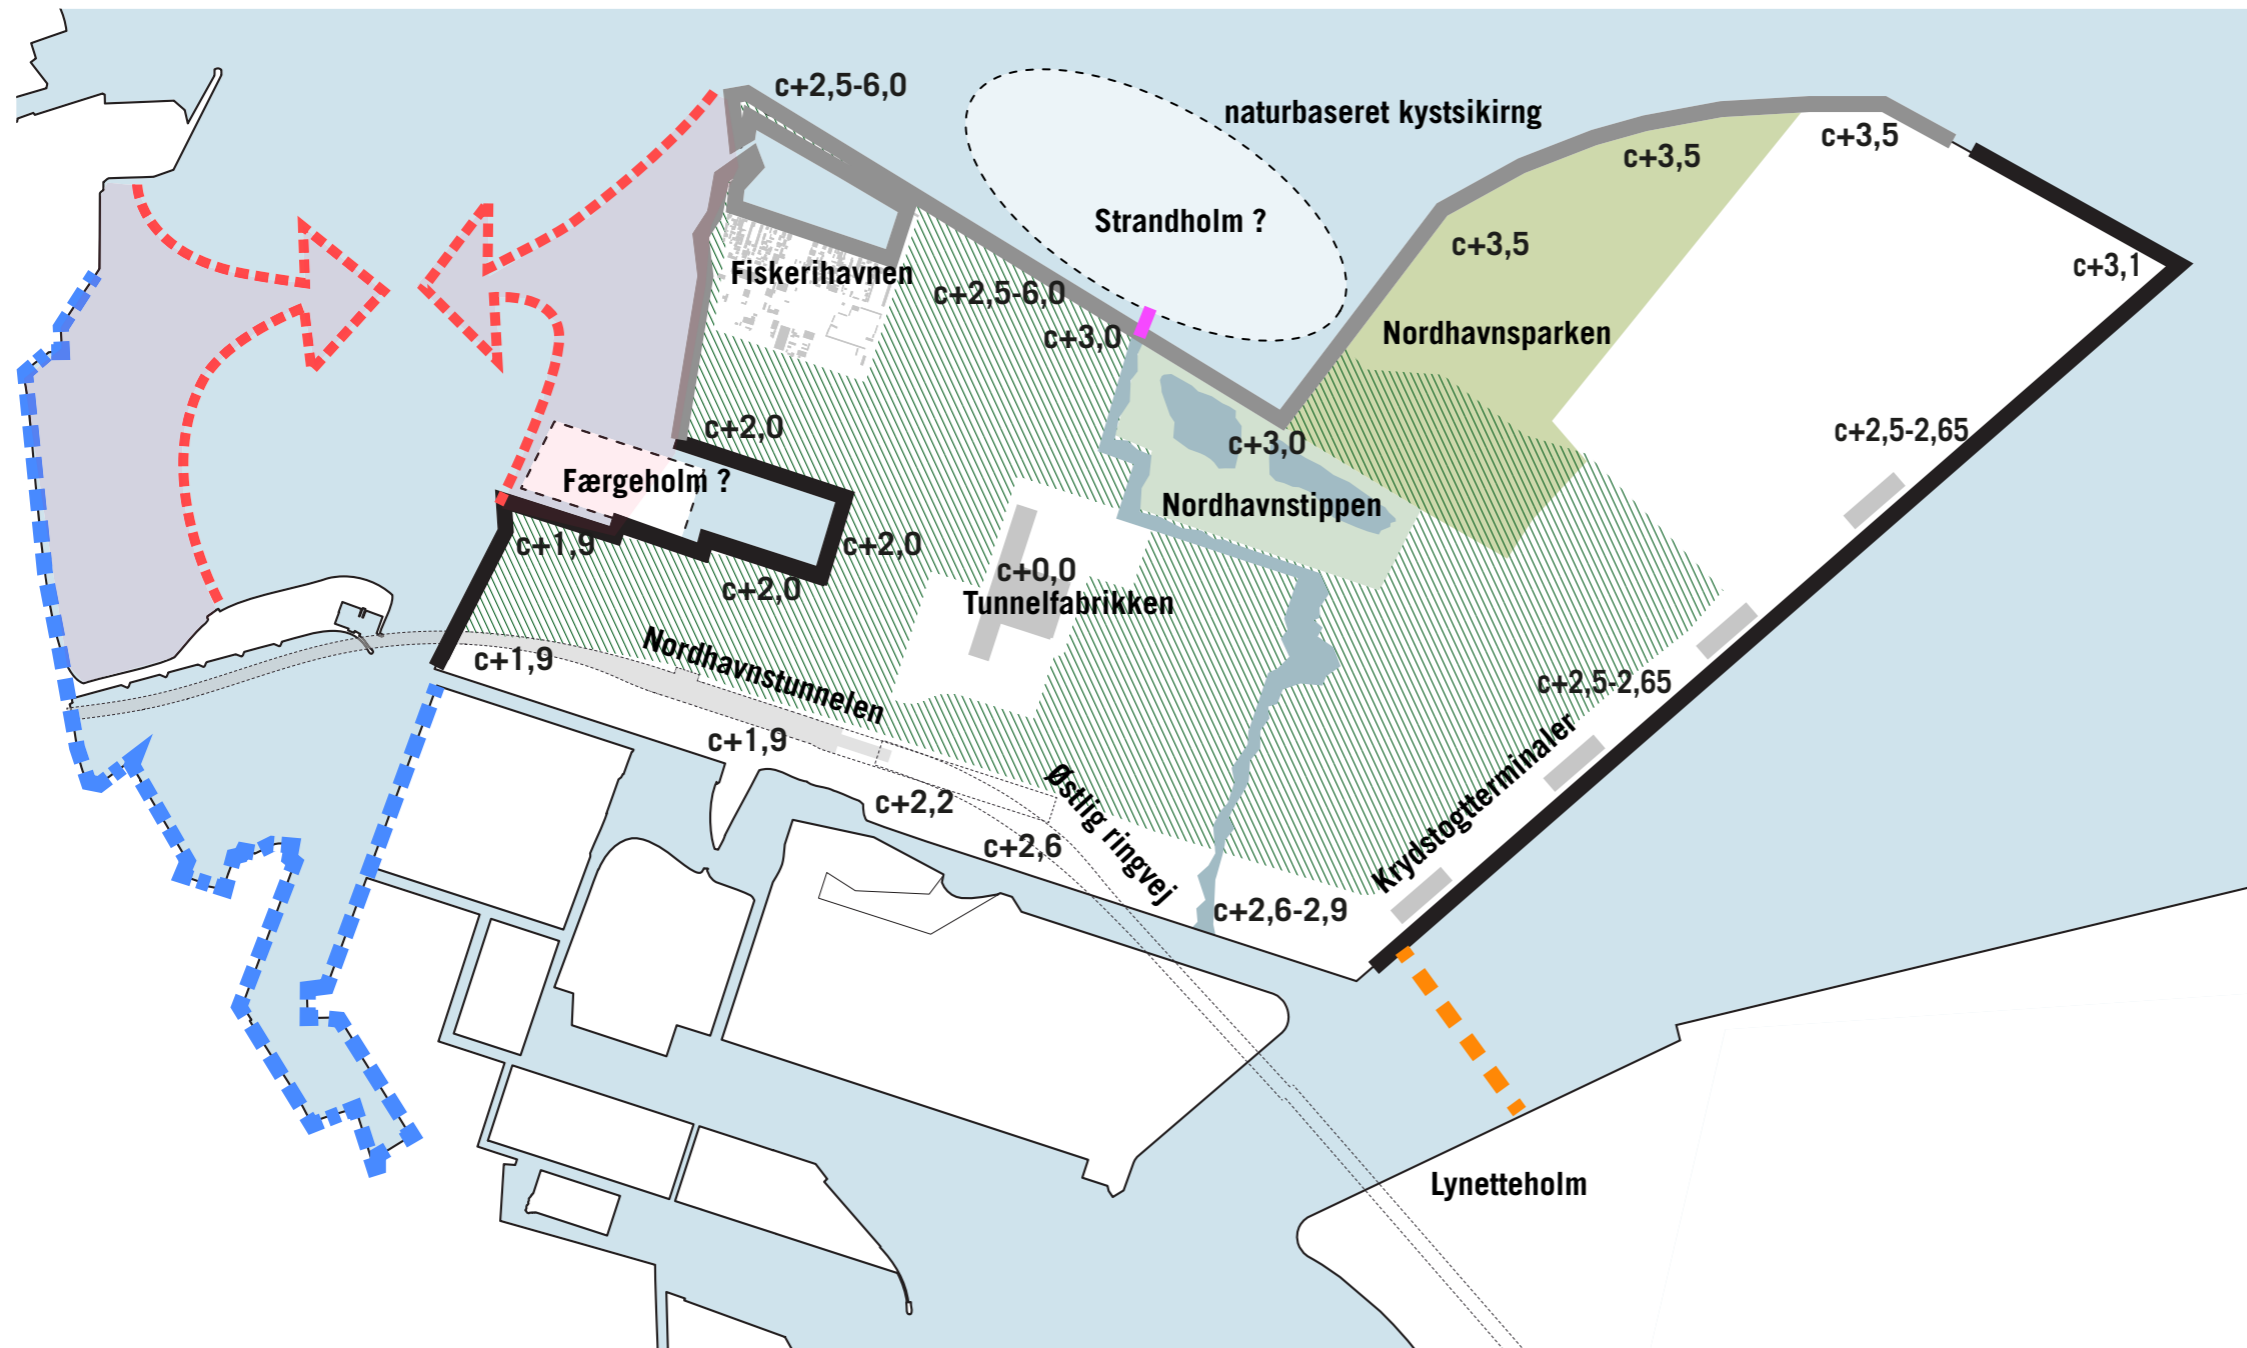 c+2,5-6,0
naturbaseret kystsikirng
c+3,5
c+3,5
Strandholm ?
c+3,5
c+3,1
Fiskerihavnen
c+2,5-6,0
c+3,0
Nordhavnsparken
c+2,0
c+3,0
c+2,5-2,65
Færgeholm ?
Nordhavnstippen
c+1,9
c+2,0
c+2,0
c+0,0
Tunnelfabrikken
c+1,9
Nordhavnstunnelen
c+2,5-2,65
c+1,9
c+2,2
c+2,6
Østlig ringvej
Krydstogtterminaler
c+2,6-2,9
Lynetteholm